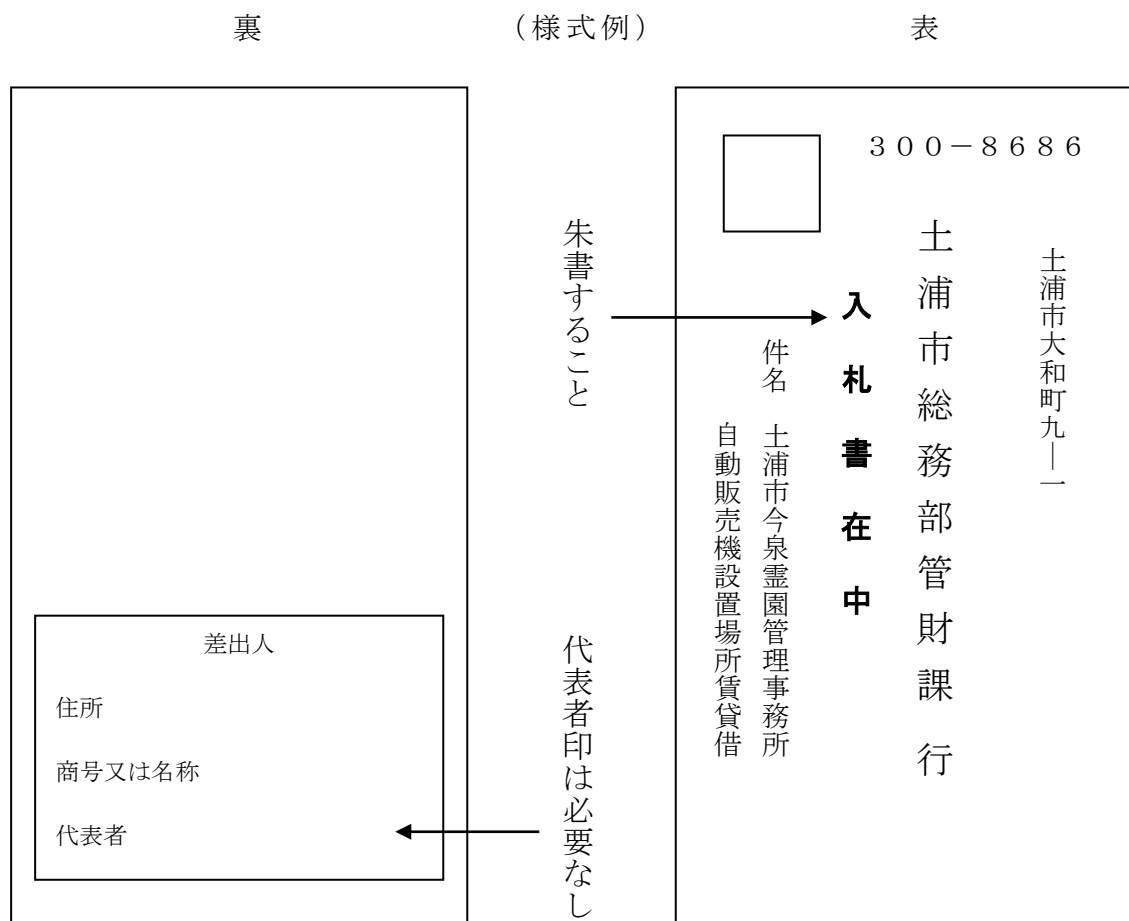 裏
（様式例）
表
３００－８６８６
土浦市大和町九―一
土浦市総務部管財課　行
入札書在中
件名　土浦市今泉霊園管理事務所
自動販売機設置場所賃貸借
朱書すること
代表者印は必要なし
差出人
住所
商号又は名称
代表者